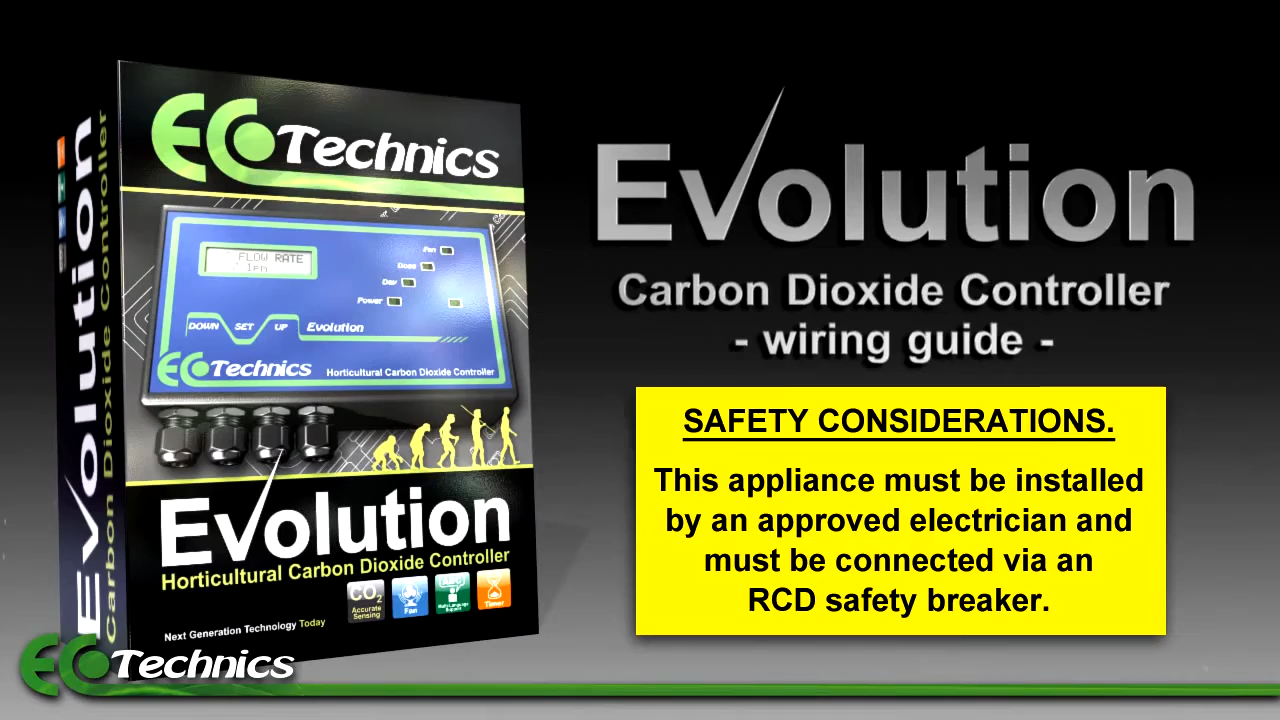 ECOTechnics
FLOW RATE
Fan
Dose
Day
Power
DOWN SET UP Evolution
ECOTechnics Horticultural Carbon Dioxide Controller
Evolution
Horticultural Carbon Dioxide Controller
CO2
Accurate
Sensing
Fan
Multi Language
Support
Timer
Next Generation Technology Today
Evolution
Carbon Dioxide Controller
Evolution
Carbon Dioxide Controller
- wiring guide -
SAFETY CONSIDERATIONS.
This appliance must be installed
by an approved electrician and
must be connected via an
RCD safety breaker.
ECOTechnics